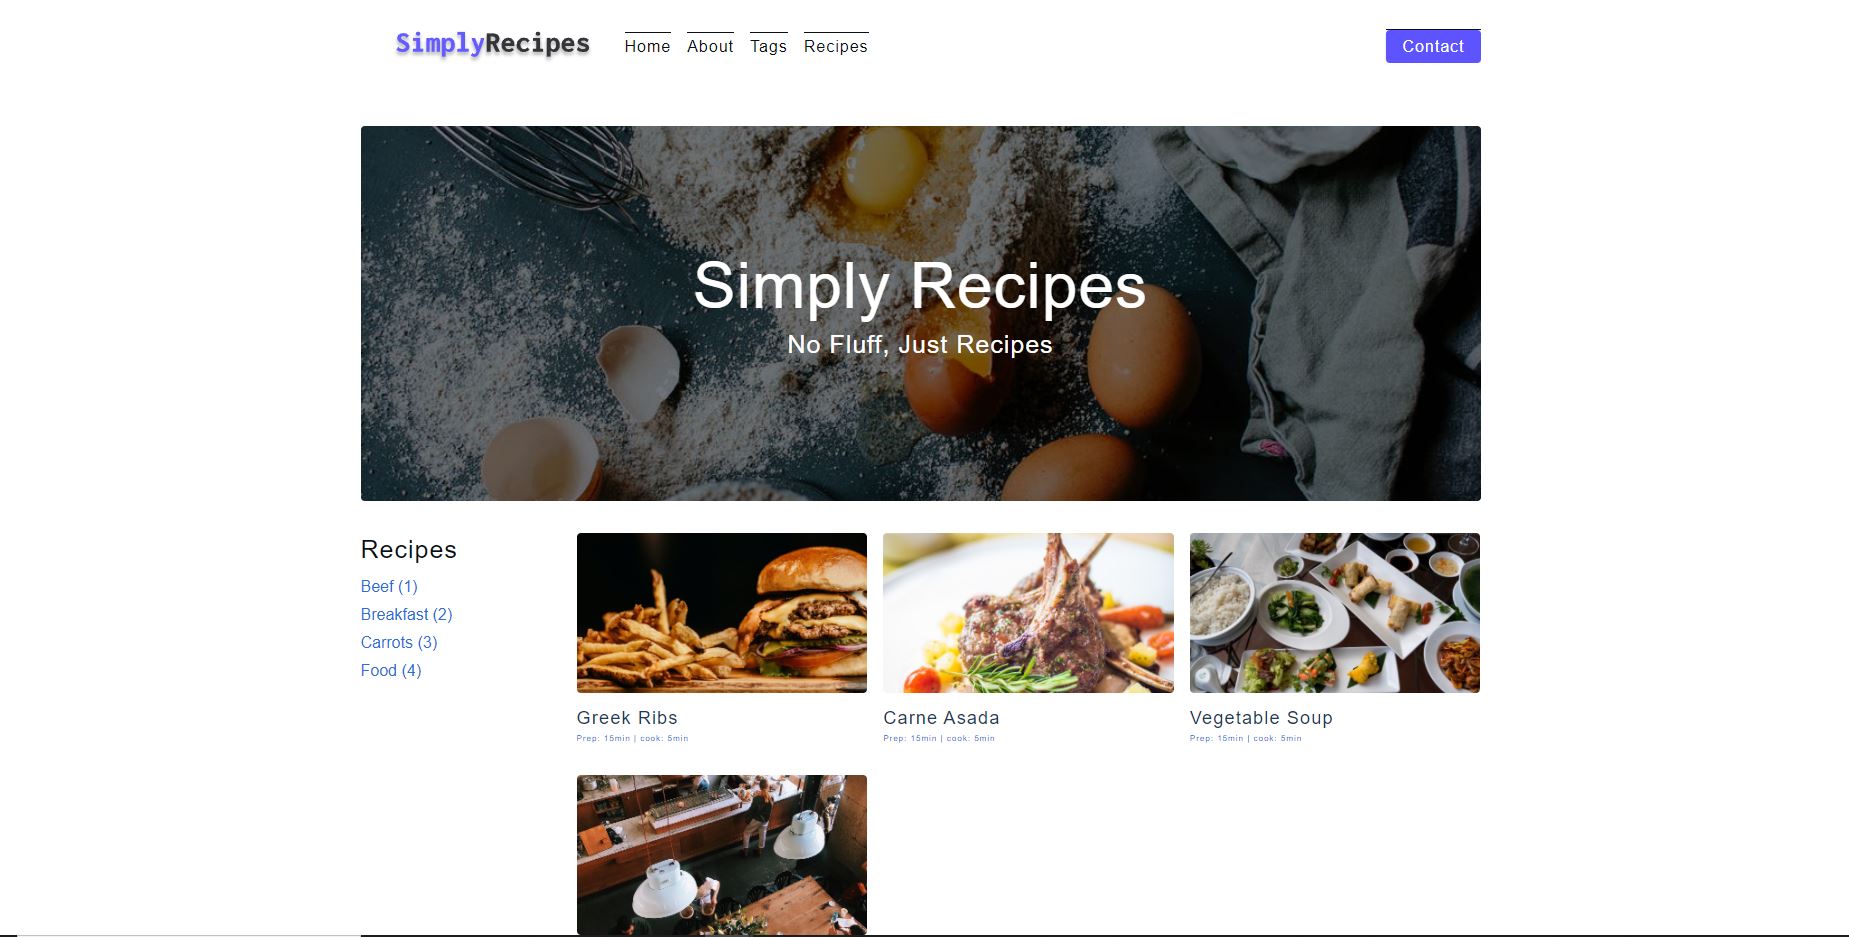 SimplyRecipes
Home About Tags Recipes
Contact
Simply Recipes
No Fluff, Just Recipes
Recipes
Beef (1)
Breakfast (2)
Carrots (3)
Food (4)
Greek Ribs
Prep: 15min | cook: 5min
Carne Asada
Prep: 15min | cook: 5min
Vegetable Soup
Prep: 15min | cook: 5min